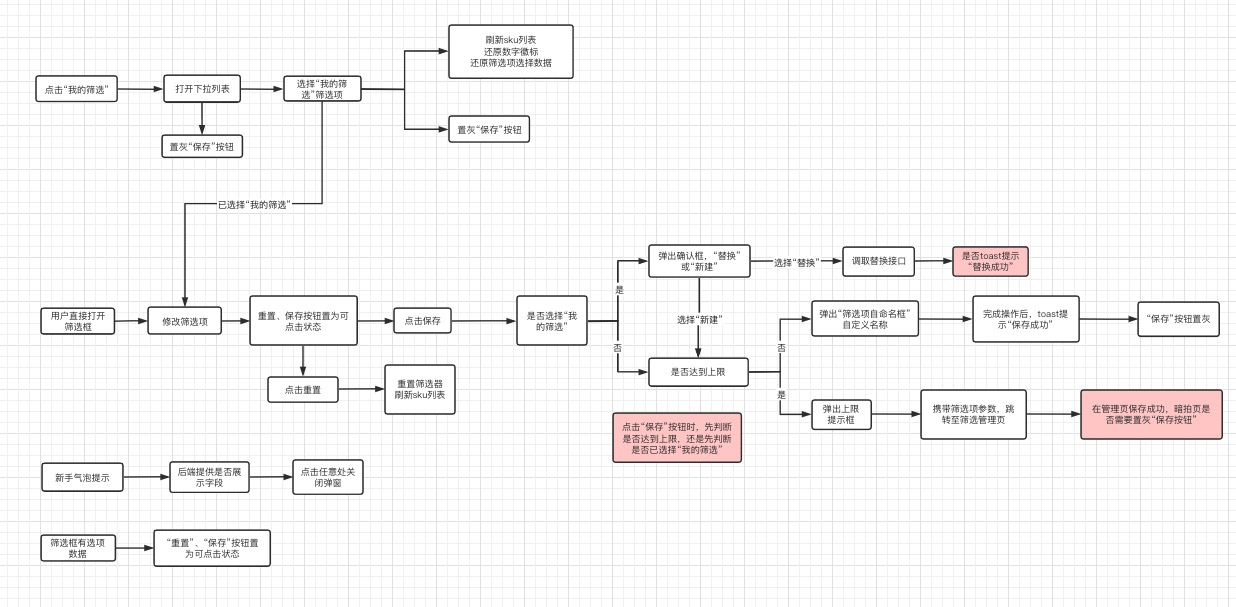 刷新sku列表
还原数字徽标
还原筛选项选择数据
点击“我的筛选”
打开下拉列表
选择“我的筛
选”筛选项
置灰“保存”按钮
置灰“保存”按钮
已选择“我的筛选”
弹出确认框，“替换”
或“新建”
选择“替换”
调取替换接口
是否toast提示
“替换成功”
是
用户直接打开
筛选框
修改筛选项
重置、保存按钮置为可
点击状态
点击保存
是否选择“我
的筛选”
选择“新建”
弹出“筛选项自命名框”
自定义名称
完成操作后，toast提
示“保存成功”
“保存”按钮置灰
否
否
是否达到上限
点击重置
重置筛选器
刷新sku列表
是
弹出上限
提示框
携带筛选项参数，跳
转至筛选管理页
在管理页保存成功，暗拍页是
否需要置灰“保存按钮”
点击“保存”按钮时，先判断
是否达到上限，还是先判断
是否已选择“我的筛选”
新手气泡提示
后端提供是否展
示字段
点击任意处关
闭弹窗
筛选框有选项
数据
“重置”、“保存”按钮置
为可点击状态